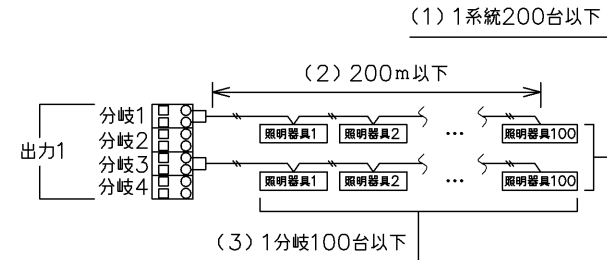 (1) 1系統200台以下
(2) 200m以下
分岐1
照明器具1 照明器具2 … 照明器具100
出力1
分岐2
分岐3
照明器具1 照明器具2 … 照明器具100
分岐4
(3) 1分岐100台以下